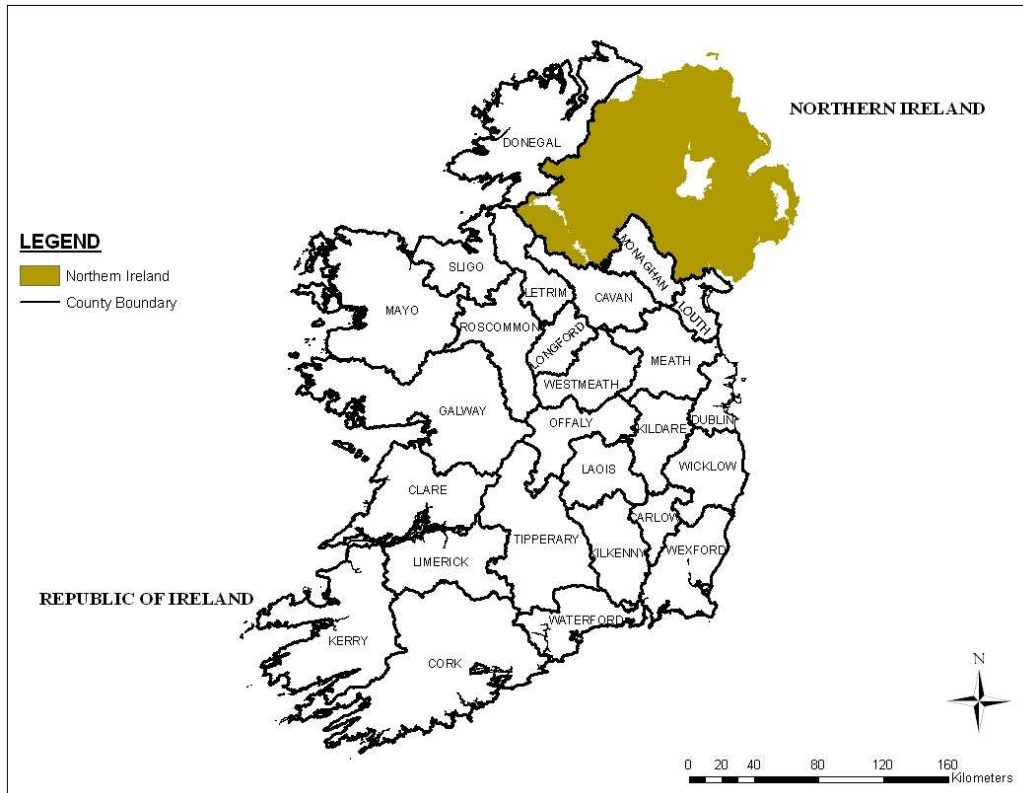 NORTHERN IRELAND
DONEGAL
LEGEND
Northern Ireland
County Boundary
MONAGHAN
SLIGO
LETRIM
CAVAN
MAYO
ROSCOMMON
LOUTH
LONGFORD
MEATH
WESTMEATH
GALWAY
OFFALY
KILDARE
DUBLIN
LAOIS
WICKLOW
CLARE
CARLOW
TIPPERARY
KILKENNY
WEXFORD
LIMERICK
REPUBLIC OF IRELAND
WATERFORD
KERRY
CORK
N
0 20 40 80 120 160
Kilometers